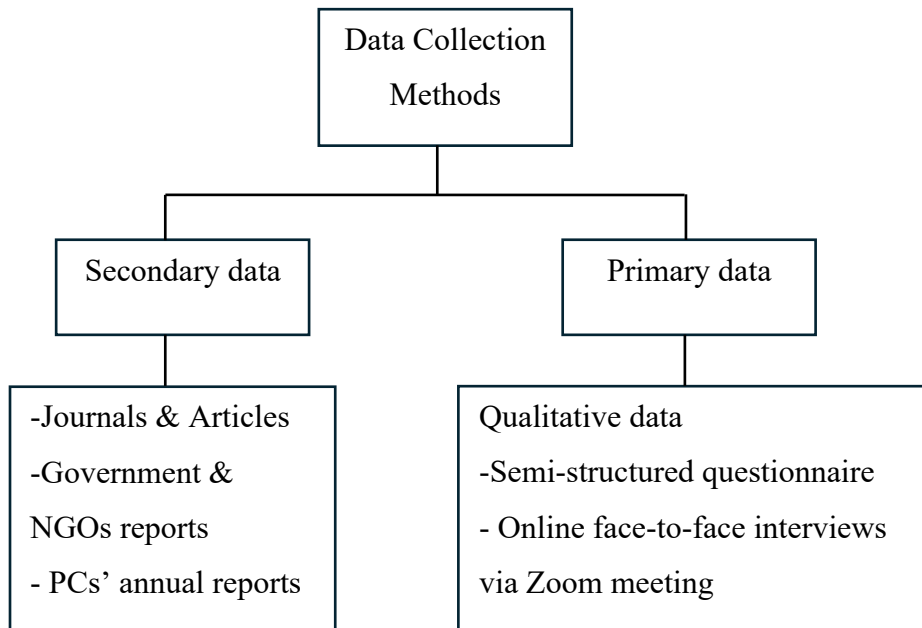 Data Collection
Methods
Secondary data
Primary data
-Journals & Articles
-Government &
NGOs reports
- PCs’ annual reports
Qualitative data
-Semi-structured questionnaire
- Online face-to-face interviews
via Zoom meeting